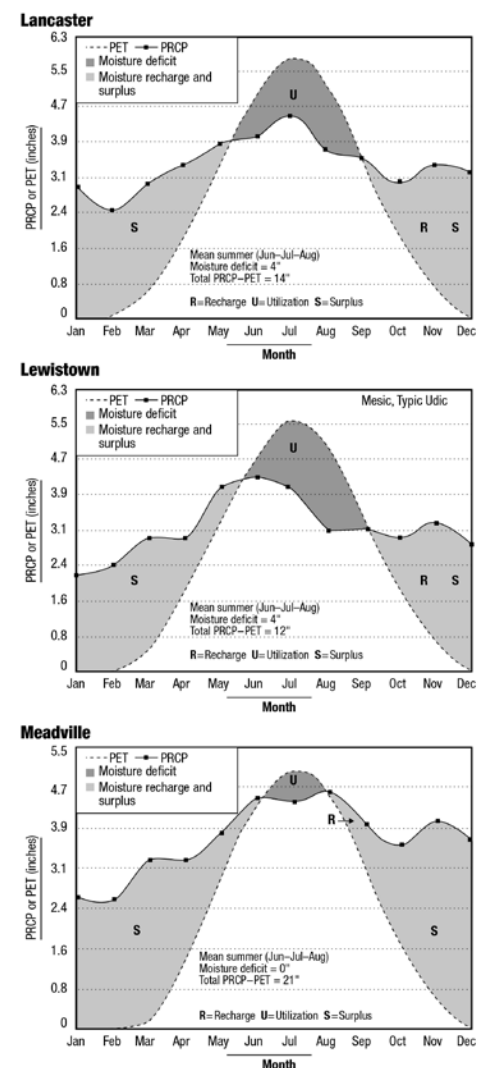 Lancaster
6.3
5.5
4.7
3.9
3.1
2.4
1.6
0.8
0
PRCP or PET (inches)
PET PRCP
Moisture deficit
Moisture recharge and
surplus
U
S
R S
Mean summer (Jun–Jul–Aug)
Moisture deficit = 4"
Total PRCP–PET = 14"
R=Recharge U=Utilization S=Surplus
Jan Feb Mar Apr May Jun Jul Aug Sep Oct Nov Dec
Month
Lewistown
6.3
5.5
4.7
3.9
3.1
2.4
1.6
0.8
0
PRCP or PET (inches)
PET PRCP
Moisture deficit
Moisture recharge and
surplus
Mesic, Typic Udic
U
S
R S
Mean summer (Jun–Jul–Aug)
Moisture deficit = 4"
Total PRCP–PET = 12"
R=Recharge U=Utilization S=Surplus
Jan Feb Mar Apr May Jun Jul Aug Sep Oct Nov Dec
Month
Meadville
5.5
4.7
3.9
3.1
2.4
1.6
0.8
0
PRCP or PET (inches)
PET PRCP
Moisture deficit
Moisture recharge and
surplus
U
R
S
S
Mean summer (Jun–Jul–Aug)
Moisture deficit = 0"
Total PRCP–PET = 21"
R=Recharge U=Utilization S=Surplus
Jan Feb Mar Apr May Jun Jul Aug Sep Oct Nov Dec
Month